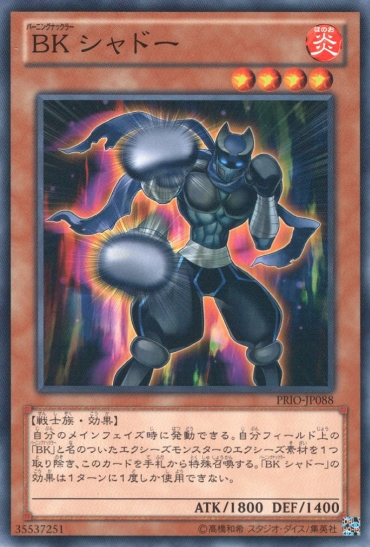 バーニングナックラー
BK シャドー
ほのお
炎
PRIO-JP088
【戦士族・効果】
自分のメインフェイズ時に発動できる。自分フィールド上の
「BK」と名のついたエクシーズモンスターのエクシーズ素材を1つ
取り除き、このカードを手札から特殊召喚する。「BK シャドー」の
効果は1ターンに1度しか使用できない。
ATK/1800 DEF/1400
35537251
©高橋和希 スタジオ・ダイス/集英社